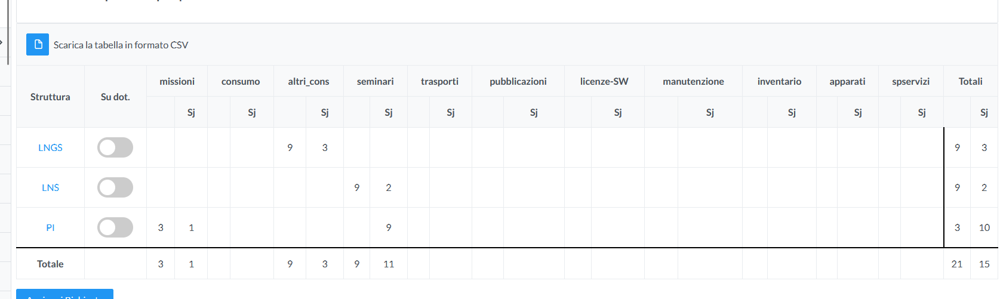 Scarica la tabella in formato CSV
Struttura Su dot. missioni consumo altri_cons seminari trasporti pubblicazioni licenze-SW manutenzione inventario apparati spservizi Totali
Sj Sj Sj Sj Sj Sj Sj Sj Sj Sj Sj Sj
LNGS 9 3 9 3
LNS 9 2 9 2
PI 3 1 9 3 10
Totale 3 1 9 3 9 11 21 15